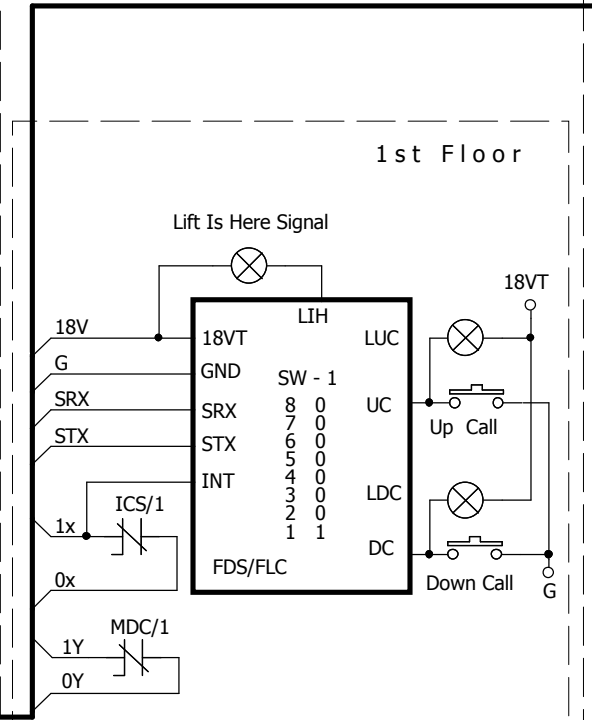 1st Floor
Lift Is Here Signal
18VT
18V
G
SRX
STX
1x
ICS/1
0x
MDC/1
1Y
0Y
LIH
18VT
GND
SRX
STX
INT
SW - 1
8 0
7 0
6 0
5 0
4 0
3 0
2 0
1 1
FDS/FLC
LUC
UC
LDC
DC
Up Call
Down Call
G